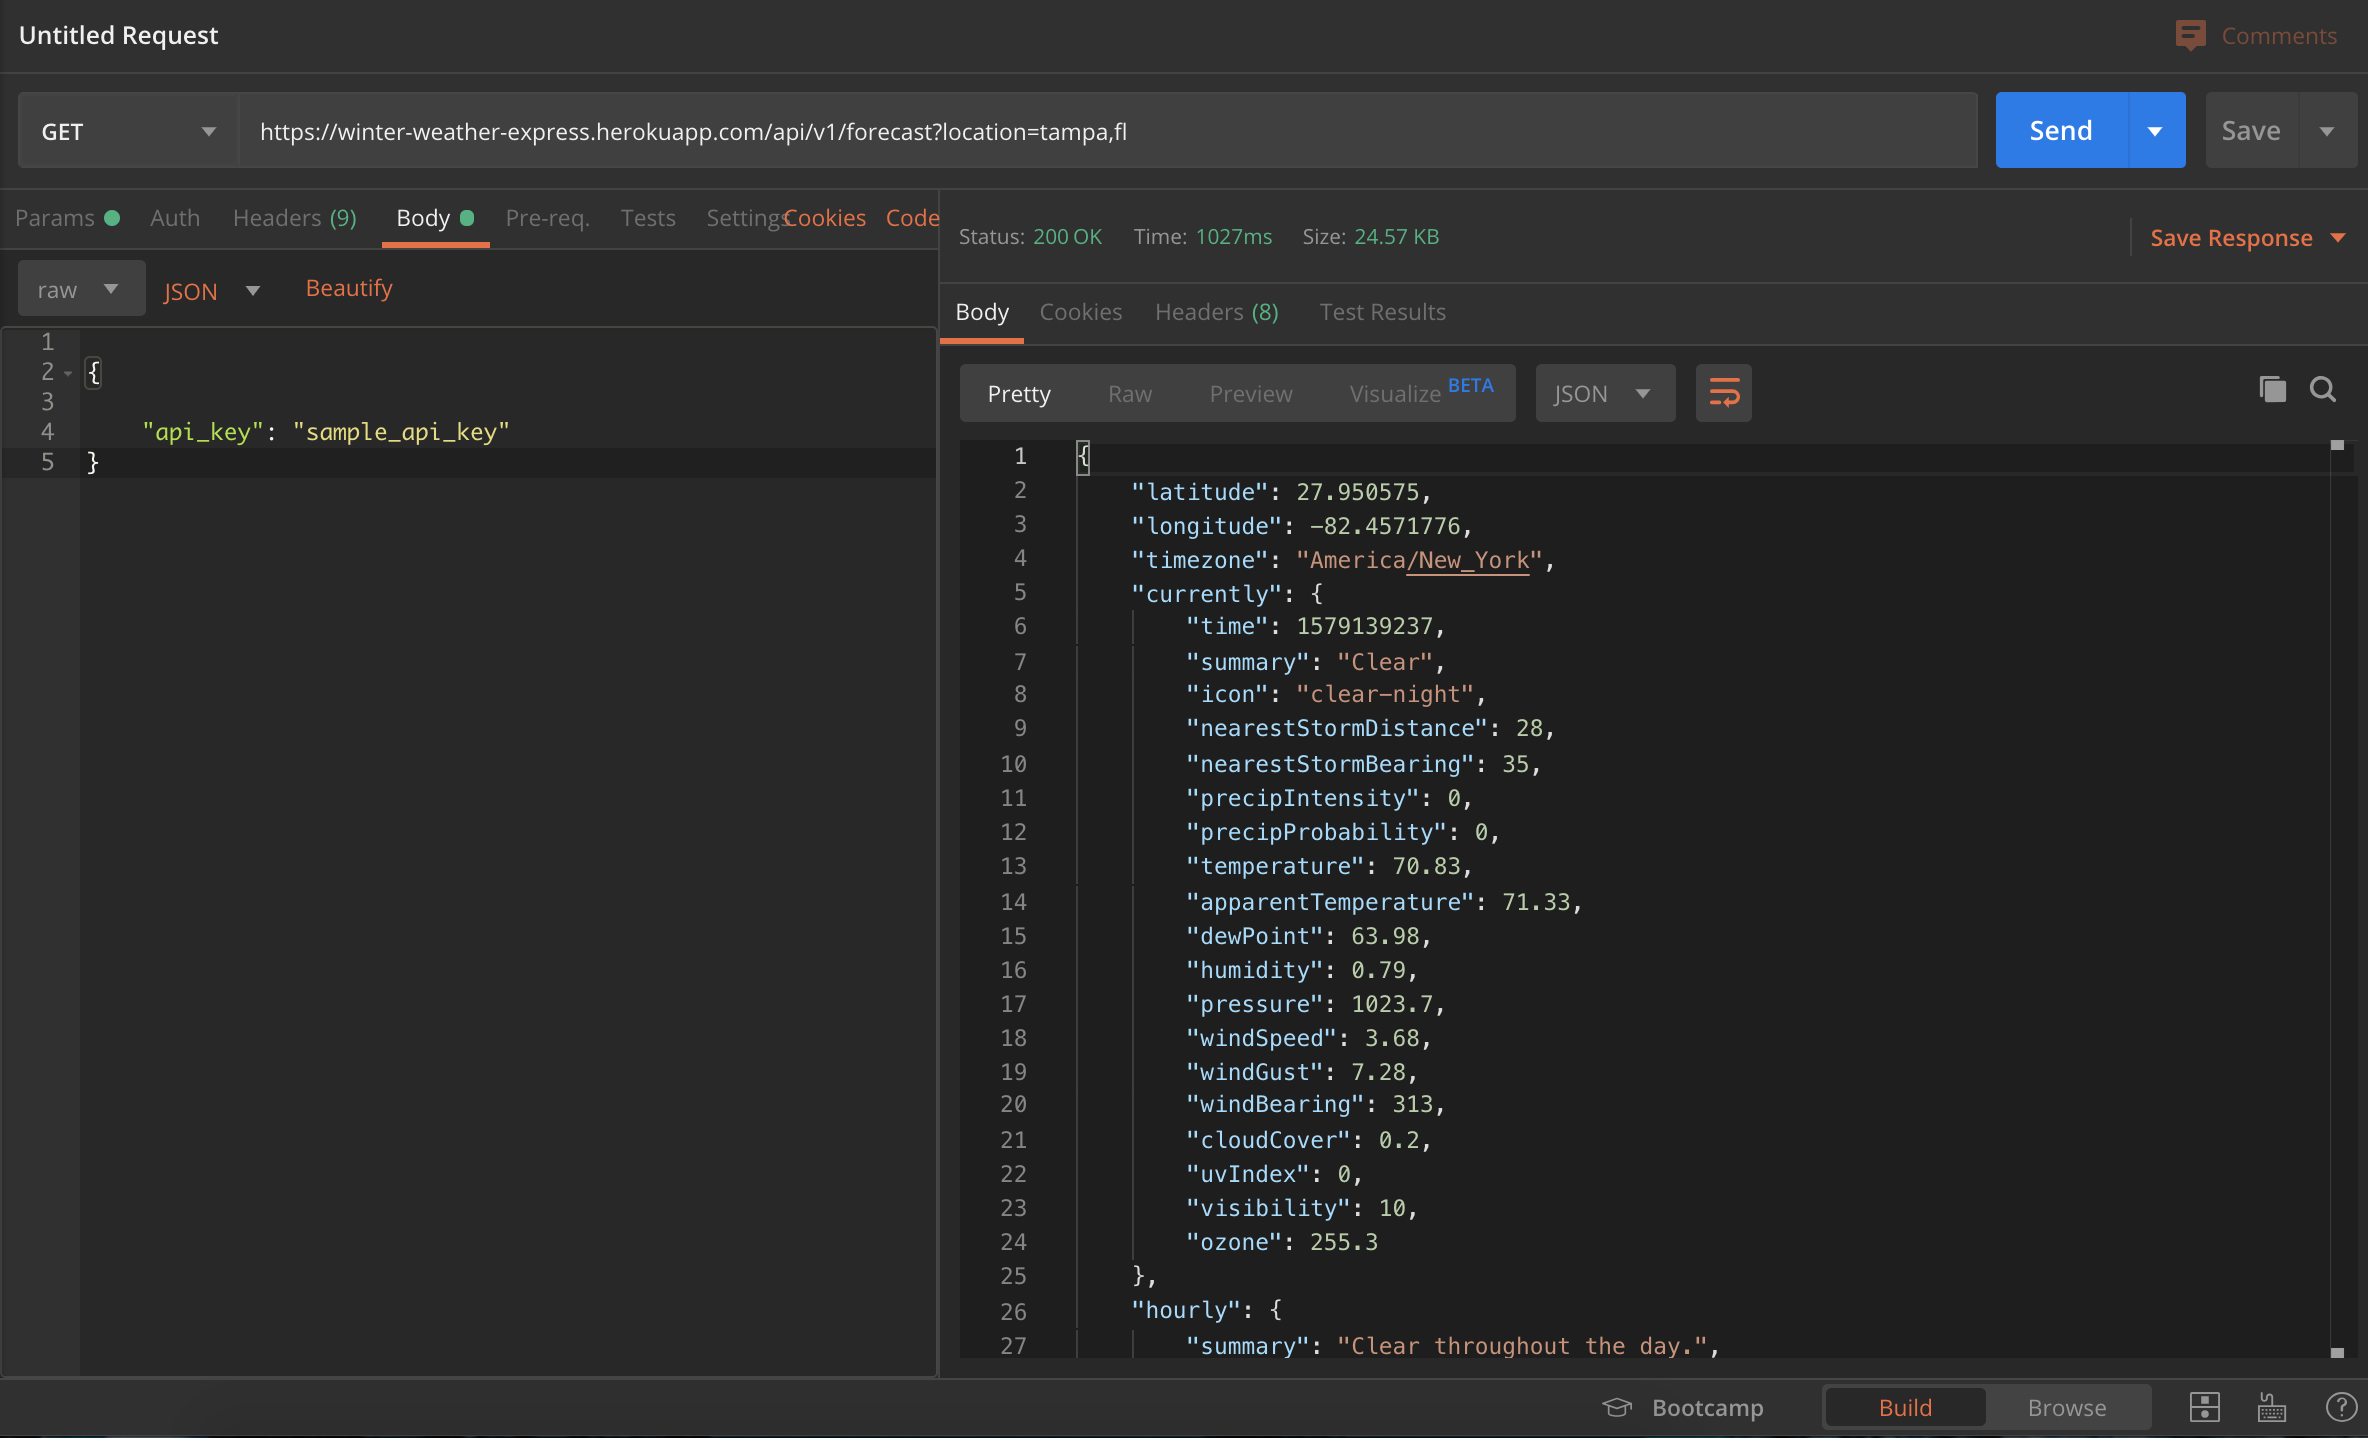 Untitled Request
Comments
GET
https://winter-weather-express.herokuapp.com/api/v1/forecast?location=tampa,fl
Send
Save
Params
Auth
Headers (9)
Body
Pre-req.
Tests
Settings
Cookies
Code
raw
JSON
Beautify
1
2 {
3
4 "api_key": "sample_api_key"
5 }
Status: 200 OK Time: 1027ms Size: 24.57 KB
Save Response
Body
Cookies
Headers (8)
Test Results
Pretty
Raw
Preview
Visualize BETA
JSON
1 {
2 "latitude": 27.950575,
3 "longitude": -82.4571776,
4 "timezone": "America/New_York",
5 "currently": {
6 "time": 1579139237,
7 "summary": "Clear",
8 "icon": "clear-night",
9 "nearestStormDistance": 28,
10 "nearestStormBearing": 35,
11 "precipIntensity": 0,
12 "precipProbability": 0,
13 "temperature": 70.83,
14 "apparentTemperature": 71.33,
15 "dewPoint": 63.98,
16 "humidity": 0.79,
17 "pressure": 1023.7,
18 "windSpeed": 3.68,
19 "windGust": 7.28,
20 "windBearing": 313,
21 "cloudCover": 0.2,
22 "uvIndex": 0,
23 "visibility": 10,
24 "ozone": 255.3
25 },
26 "hourly": {
27 "summary": "Clear throughout the day.",
Bootcamp
Build
Browse
?